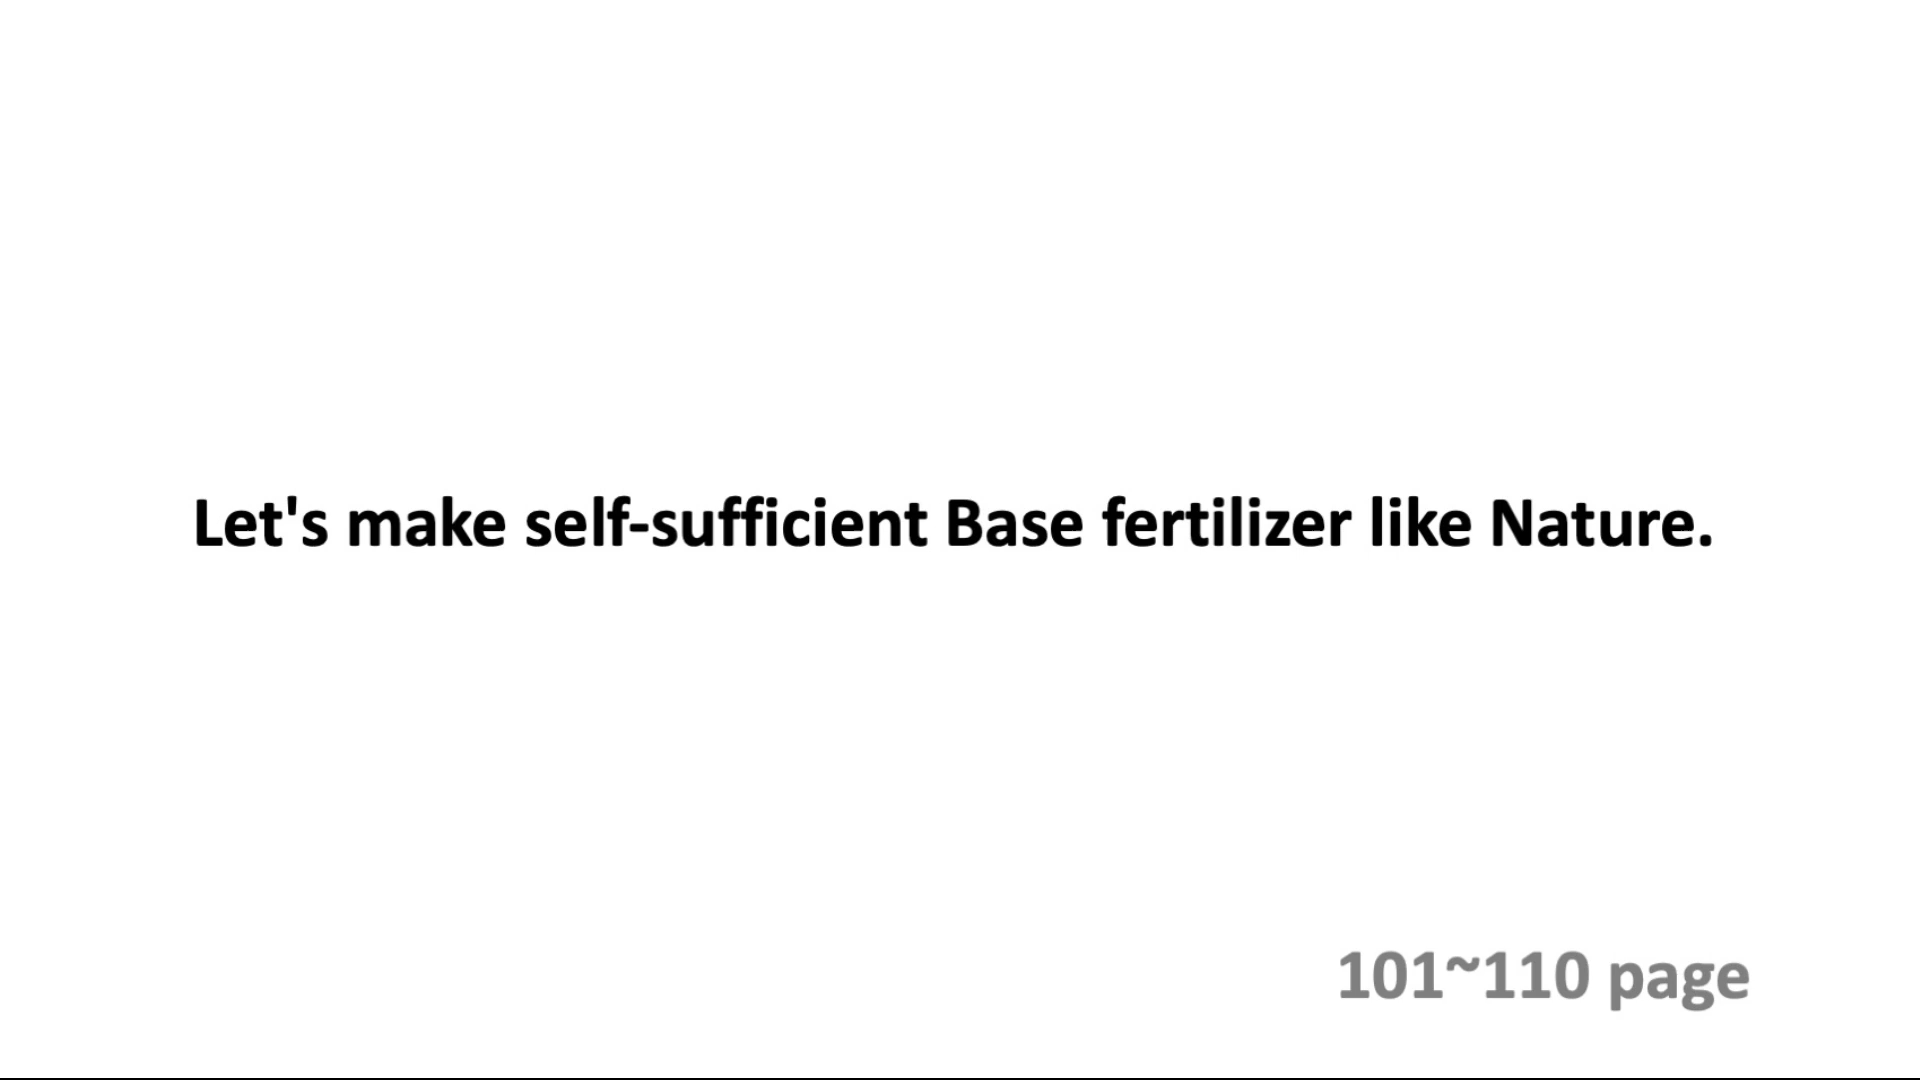 Let's make self-sufficient Base fertilizer like Nature.
101~110 page